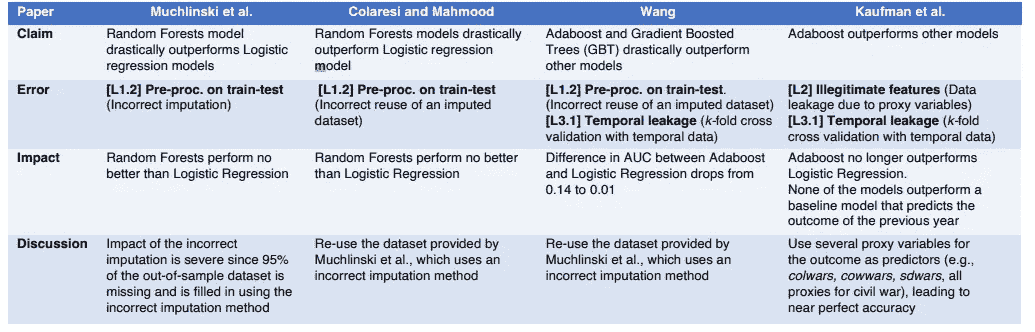 Paper Muchlinski et al. Colaresi and Mahmood Wang Kaufman et al.
Claim
Random Forests model
drastically outperforms Logistic
regression models
Random Forests models drastically
outperform Logistic regression
model
Adaboost and Gradient Boosted
Trees (GBT) drastically outperform
other models
Adaboost outperforms other models
Error
[L1.2] Pre-proc. on train-test
(Incorrect imputation)
[L1.2] Pre-proc. on train-test
(Incorrect reuse of an imputed
dataset)
[L1.2] Pre-proc. on train-test.
(Incorrect reuse of an imputed dataset)
[L3.1] Temporal leakage (k-fold
cross validation with temporal data)
[L2] Illegitimate features (Data
leakage due to proxy variables)
[L3.1] Temporal leakage (k-fold
cross validation with temporal data)
Impact
Random Forests perform no
better than Logistic Regression
Random Forests perform no better
than Logistic Regression
Difference in AUC between Adaboost
and Logistic Regression drops from
0.14 to 0.01
Adaboost no longer outperforms
Logistic Regression.
None of the models outperform a
baseline model that predicts the
outcome of the previous year
Discussion
Impact of the incorrect
imputation is severe since 95%
of the out-of-sample dataset is
missing and is filled in using the
incorrect imputation method
Re-use the dataset provided by
Muchlinski et al., which uses an
incorrect imputation method
Re-use the dataset provided by
Muchlinski et al., which uses an
incorrect imputation method
Use several proxy variables for
the outcome as predictors (e.g.,
colwars, cowwars, sdwars, all
proxies for civil war), leading to
near perfect accuracy